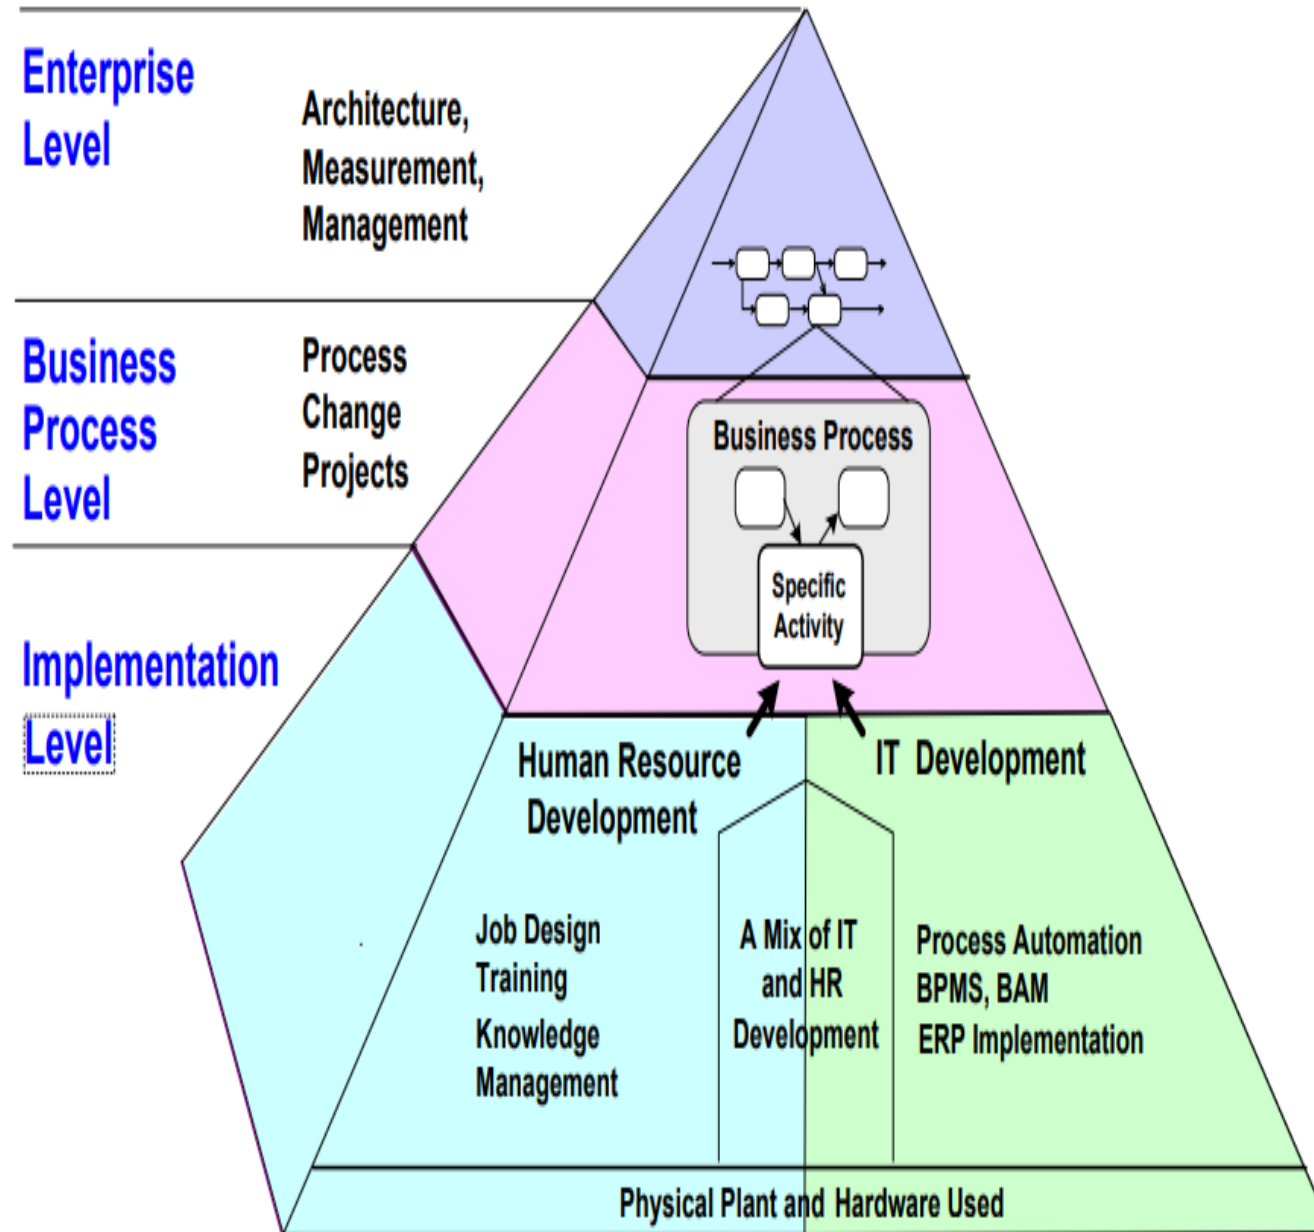 Enterprise
Level
Architecture,
Measurement,
Management
Business
Process
Level
Process
Change
Projects
Business Process
Specific
Activity
Implementation
Level
Human Resource
Development
IT Development
Job Design
Training
Knowledge
Management
A Mix of IT
and HR
Development
Process Automation
BPMS, BAM
ERP Implementation
Physical Plant and Hardware Used